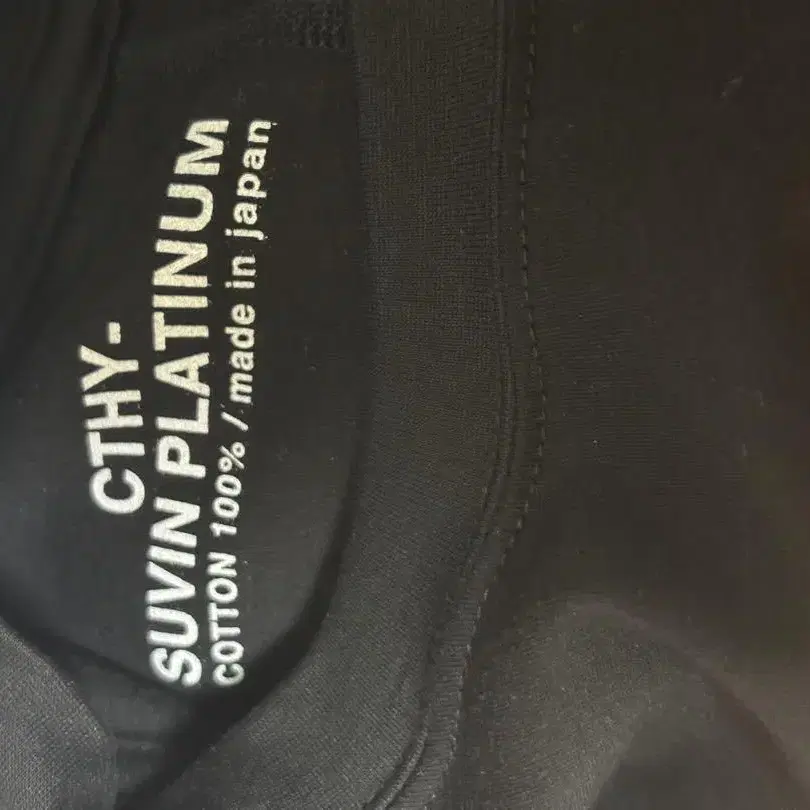 CTHY-
SUVIN PLATINUM
COTTON 100% / made in japan